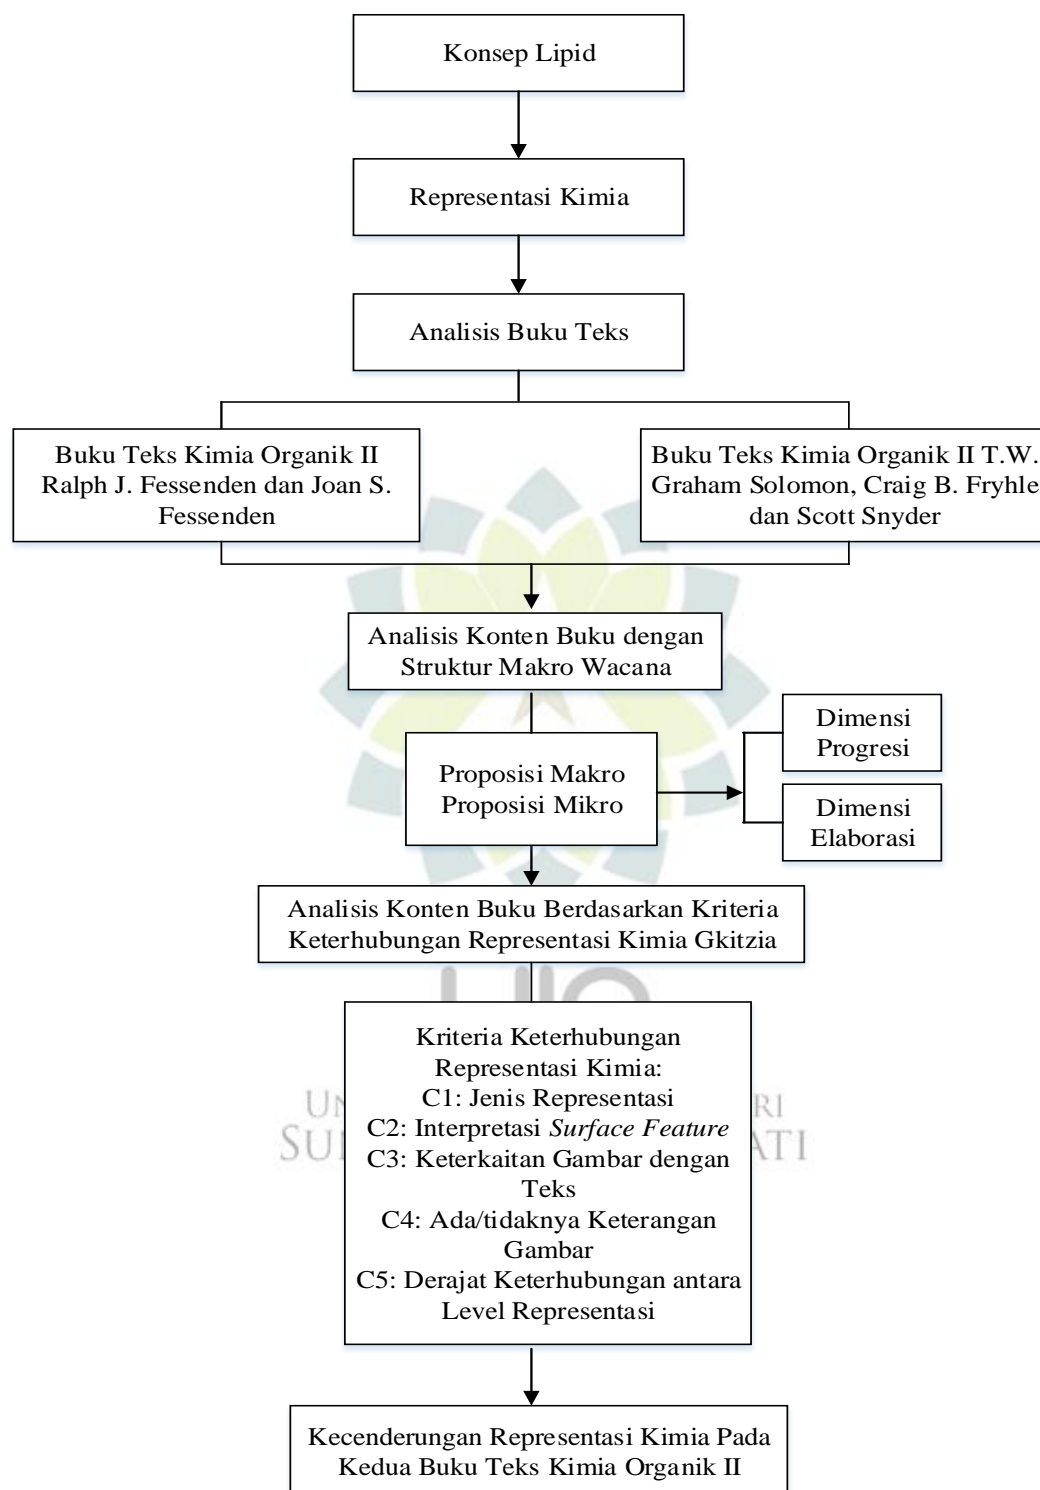 Konsep Lipid
Representasi Kimia
Analisis Buku Teks
Buku Teks Kimia Organik II
Ralph J. Fessenden dan Joan S.
Fessenden
Buku Teks Kimia Organik II T.W.
Graham Solomon, Craig B. Fryhle
dan Scott Snyder
Analisis Konten Buku dengan
Struktur Makro Wacana
Proposisi Makro
Proposisi Mikro
Dimensi
Progresi
Dimensi
Elaborasi
Analisis Konten Buku Berdasarkan Kriteria
Keterhubungan Representasi Kimia Gkitzia
Kriteria Keterhubungan
Representasi Kimia:
C1: Jenis Representasi
C2: Interpretasi Surface Feature
C3: Keterkaitan Gambar dengan
Teks
C4: Ada/tidaknya Keterangan
Gambar
C5: Derajat Keterhubungan antara
Level Representasi
Kecenderungan Representasi Kimia Pada
Kedua Buku Teks Kimia Organik II